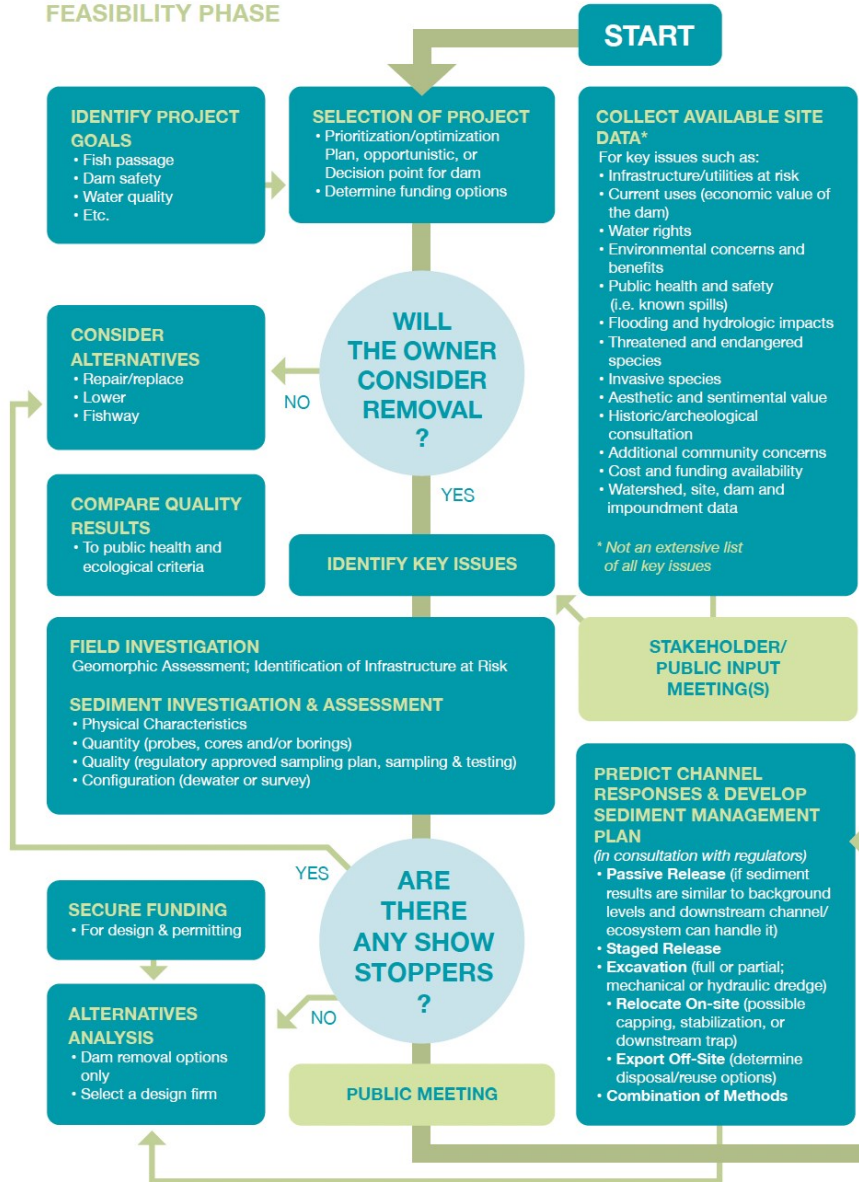 FEASIBILITY PHASE
START
IDENTIFY PROJECT
GOALS
• Fish passage
• Dam safety
• Water quality
• Etc.
SELECTION OF PROJECT
• Prioritization/optimization
Plan, opportunistic, or
Decision point for dam
• Determine funding options
COLLECT AVAILABLE SITE
DATA*
For key issues such as:
• Infrastructure/utilities at risk
• Current uses (economic value of
the dam)
• Water rights
• Environmental concerns and
benefits
• Public health and safety
(i.e. known spills)
• Flooding and hydrologic impacts
• Threatened and endangered
species
• Invasive species
• Aesthetic and sentimental value
• Historic/archeological
consultation
• Additional community concerns
• Cost and funding availability
• Watershed, site, dam and
impoundment data
* Not an extensive list
of all key issues
WILL
THE OWNER
CONSIDER
REMOVAL
?
NO
YES
CONSIDER
ALTERNATIVES
• Repair/replace
• Lower
• Fishway
COMPARE QUALITY
RESULTS
• To public health and
ecological criteria
IDENTIFY KEY ISSUES
STAKEHOLDER/
PUBLIC INPUT
MEETING(S)
FIELD INVESTIGATION
Geomorphic Assessment; Identification of Infrastructure at Risk
SEDIMENT INVESTIGATION & ASSESSMENT
• Physical Characteristics
• Quantity (probes, cores and/or borings)
• Quality (regulatory approved sampling plan, sampling & testing)
• Configuration (dewater or survey)
PREDICT CHANNEL
RESPONSES & DEVELOP
SEDIMENT MANAGEMENT
PLAN
(in consultation with regulators)
• Passive Release (if sediment
results are similar to background
levels and downstream channel/
ecosystem can handle it)
• Staged Release
• Excavation (full or partial;
mechanical or hydraulic dredge)
• Relocate On-site (possible
capping, stabilization, or
downstream trap)
• Export Off-Site (determine
disposal/reuse options)
• Combination of Methods
YES
ARE
THERE
ANY SHOW
STOPPERS
?
NO
SECURE FUNDING
• For design & permitting
ALTERNATIVES
ANALYSIS
• Dam removal options
only
• Select a design firm
PUBLIC MEETING